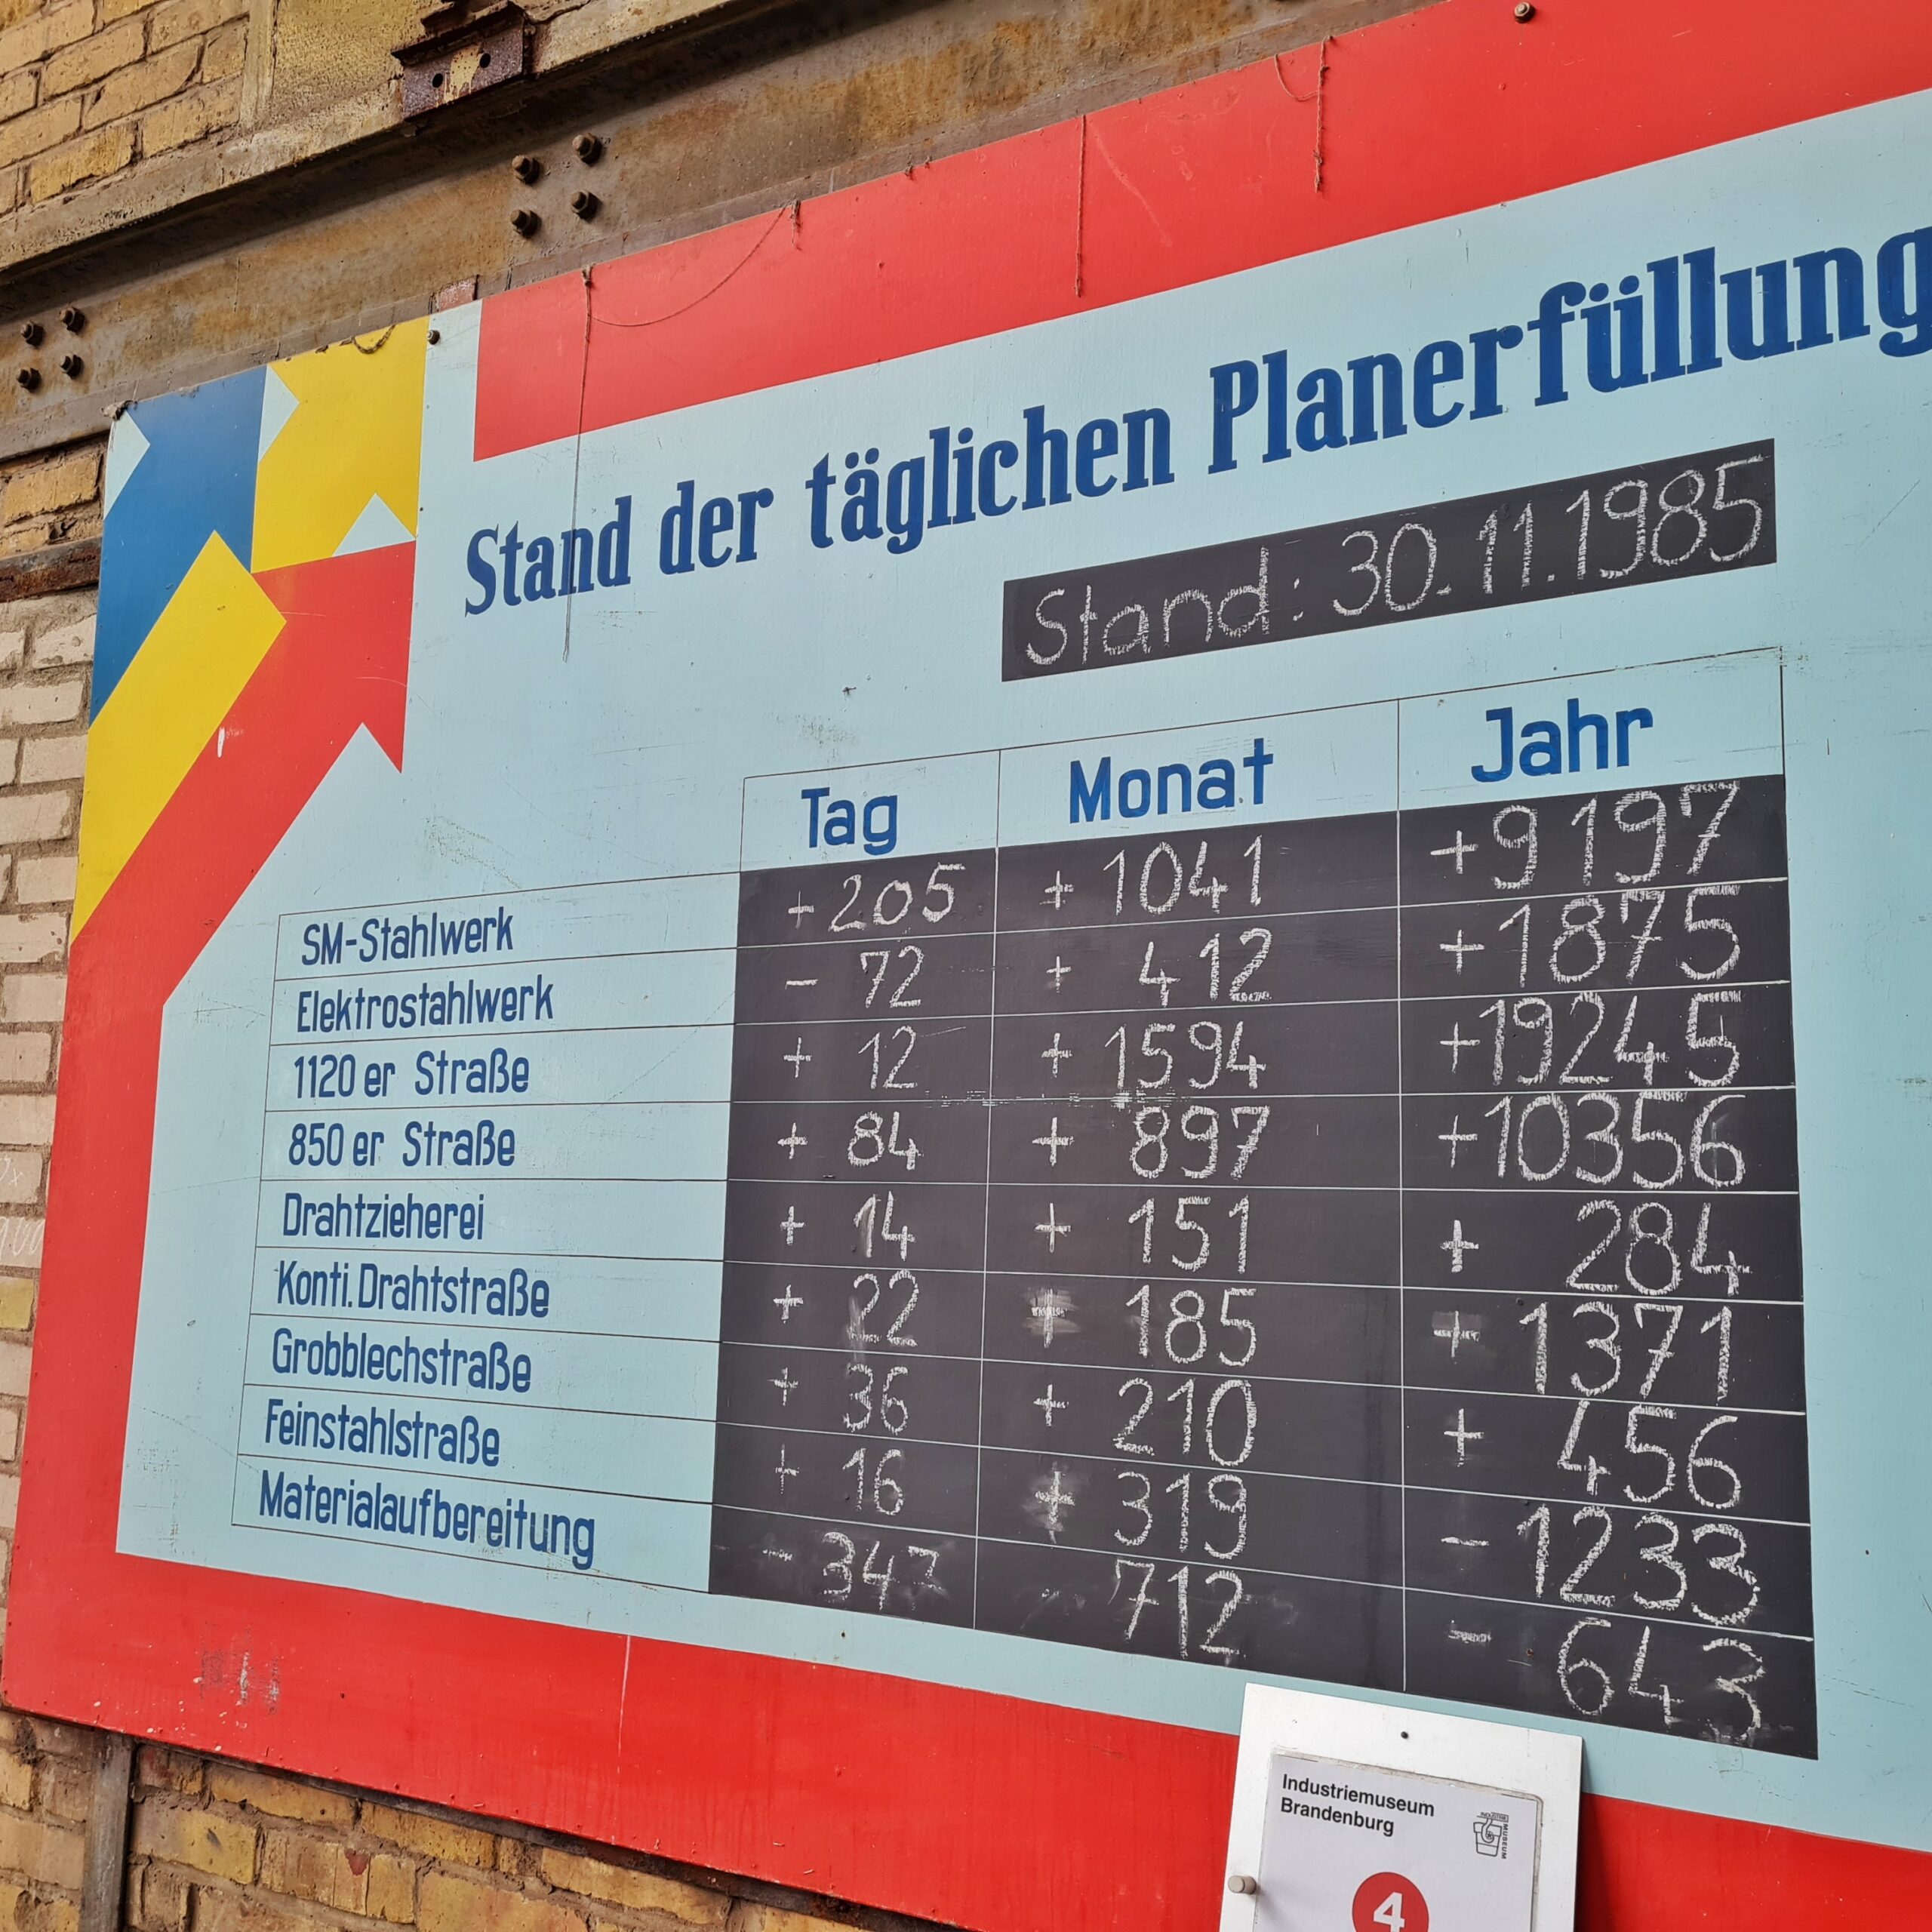 Stand der täglichen Planerfüllung
Stand: 30.11.1985
Tag Monat Jahr
SM-Stahlwerk +205 + 1041 +9197
Elektrostahlwerk - 72 + 412 +1875
1120 er Straße + 12 + 1594 +19245
850 er Straße + 84 + 897 +10356
Drahtzieherei + 14 + 151 + 284
Konti.Drahtstraße + 22 + 185 + 1371
Grobblechstraße + 36 + 210 + 456
Feinstahlstraße + 16 + 319 - 1233
Materialaufbereitung - 347 - 712 - 643
Industriemuseum
Brandenburg
MUSEUM
4